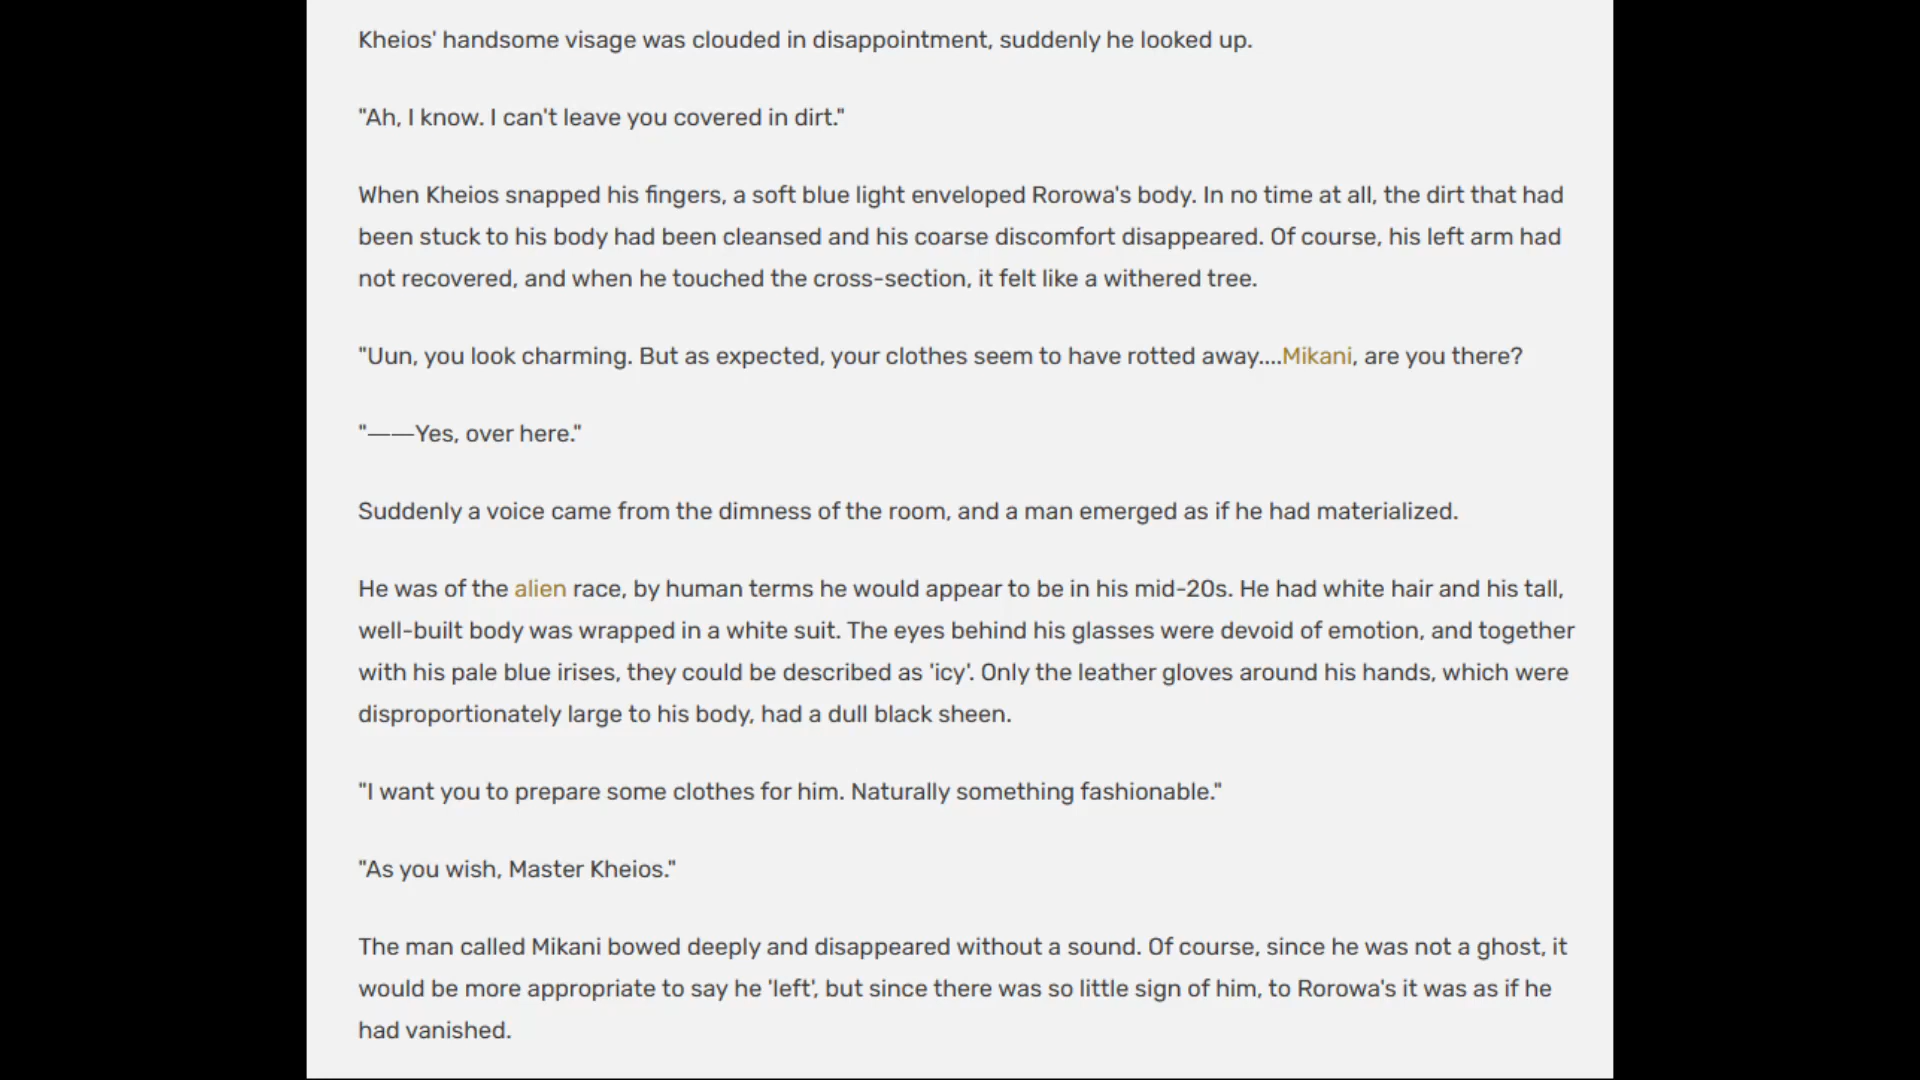 Kheios' handsome visage was clouded in disappointment, suddenly he looked up.
"Ah, I know. I can't leave you covered in dirt."
When Kheios snapped his fingers, a soft blue light enveloped Rorowa's body. In no time at all, the dirt that had
been stuck to his body had been cleansed and his coarse discomfort disappeared. Of course, his left arm had
not recovered, and when he touched the cross-section, it felt like a withered tree.
"Uun, you look charming. But as expected, your clothes seem to have rotted away....Mikani, are you there?
"——Yes, over here."
Suddenly a voice came from the dimness of the room, and a man emerged as if he had materialized.
He was of the alien race, by human terms he would appear to be in his mid-20s. He had white hair and his tall,
well-built body was wrapped in a white suit. The eyes behind his glasses were devoid of emotion, and together
with his pale blue irises, they could be described as 'icy'. Only the leather gloves around his hands, which were
disproportionately large to his body, had a dull black sheen.
"I want you to prepare some clothes for him. Naturally something fashionable."
"As you wish, Master Kheios."
The man called Mikani bowed deeply and disappeared without a sound. Of course, since he was not a ghost, it
would be more appropriate to say he 'left', but since there was so little sign of him, to Rorowa's it was as if he
had vanished.